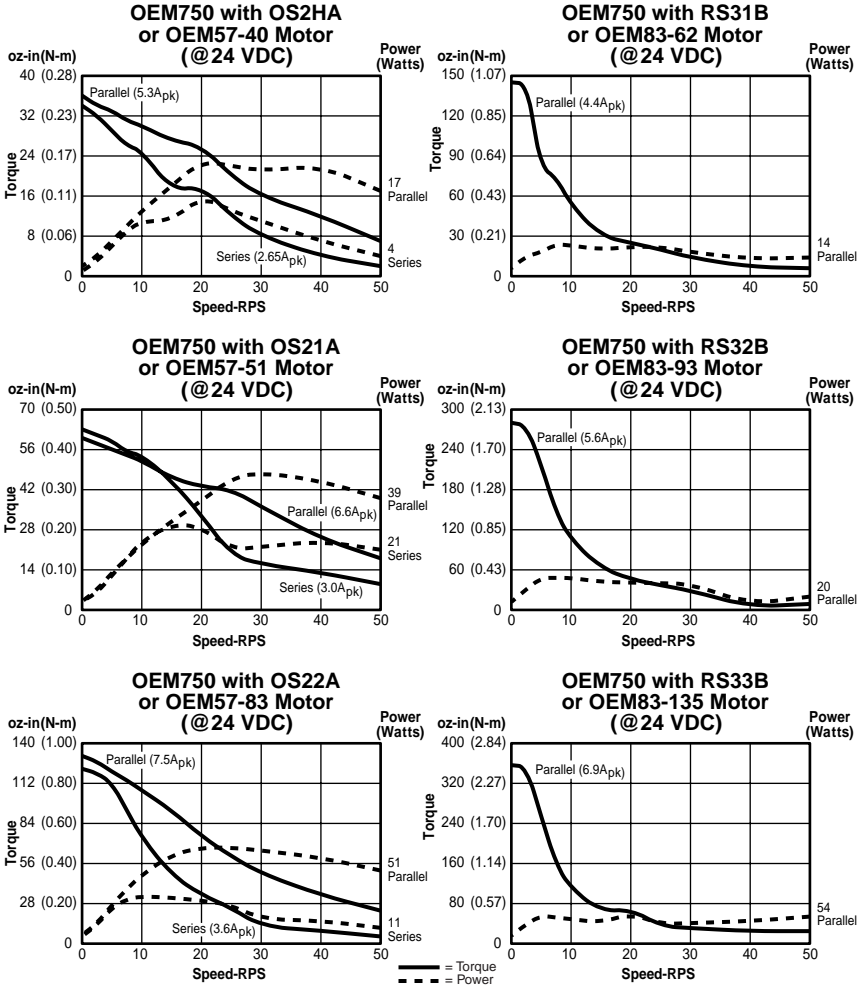 OEM750 with OS2HA
or OEM57-40 Motor
(@24 VDC)
oz-in(N-m)
Power
(Watts)
40 (0.28)
32 (0.23)
24 (0.17)
16 (0.11)
8 (0.06)
0
Torque
Parallel (5.3Apk)
Series (2.65Apk)
17
Parallel
4
Series
0 10 20 30 40 50
Speed-RPS
OEM750 with RS31B
or OEM83-62 Motor
(@24 VDC)
oz-in(N-m)
Power
(Watts)
150 (1.07)
120 (0.85)
90 (0.64)
60 (0.43)
30 (0.21)
0
Torque
Parallel (4.4Apk)
14
Parallel
0 10 20 30 40 50
Speed-RPS
OEM750 with OS21A
or OEM57-51 Motor
(@24 VDC)
oz-in(N-m)
Power
(Watts)
70 (0.50)
56 (0.40)
42 (0.30)
28 (0.20)
14 (0.10)
0
Torque
Parallel (6.6Apk)
Series (3.0Apk)
39
Parallel
21
Series
0 10 20 30 40 50
Speed-RPS
OEM750 with RS32B
or OEM83-93 Motor
(@24 VDC)
oz-in(N-m)
Power
(Watts)
300 (2.13)
240 (1.70)
180 (1.28)
120 (0.85)
60 (0.43)
0
Torque
Parallel (5.6Apk)
20
Parallel
0 10 20 30 40 50
Speed-RPS
OEM750 with OS22A
or OEM57-83 Motor
(@24 VDC)
oz-in(N-m)
Power
(Watts)
140 (1.00)
112 (0.80)
84 (0.60)
56 (0.40)
28 (0.20)
0
Torque
Parallel (7.5Apk)
Series (3.6Apk)
51
Parallel
11
Series
0 10 20 30 40 50
Speed-RPS
OEM750 with RS33B
or OEM83-135 Motor
(@24 VDC)
oz-in(N-m)
Power
(Watts)
400 (2.84)
320 (2.27)
240 (1.70)
160 (1.14)
80 (0.57)
0
Torque
Parallel (6.9Apk)
54
Parallel
0 10 20 30 40 50
Speed-RPS
= Torque
= Power